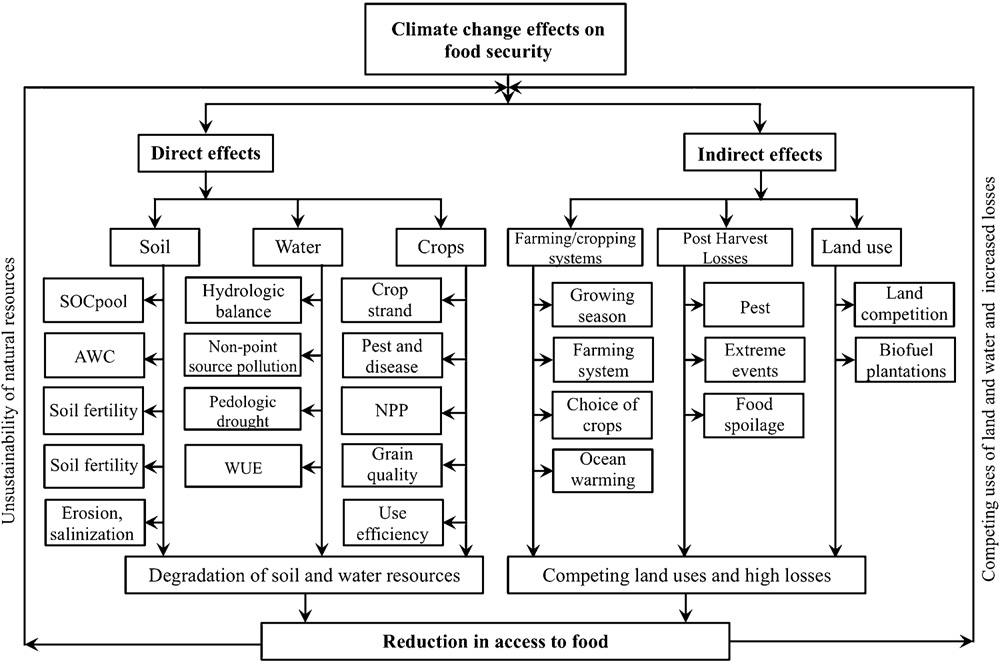 Climate change effects on
food security
Direct effects
Indirect effects
Soil
Water
Crops
Farming/cropping
systems
Post Harvest
Losses
Land use
SOCpool
AWC
Soil fertility
Soil fertility
Erosion,
salinization
Hydrologic
balance
Non-point
source pollution
Pedologic
drought
WUE
Crop
strand
Pest and
disease
NPP
Grain
quality
Use
efficiency
Growing
season
Farming
system
Choice of
crops
Ocean
warming
Pest
Extreme
events
Food
spoilage
Land
competition
Biofuel
plantations
Degradation of soil and water resources
Competing land uses and high losses
Reduction in access to food
Unsustainability of natural resources
Competing uses of land and water and increased losses